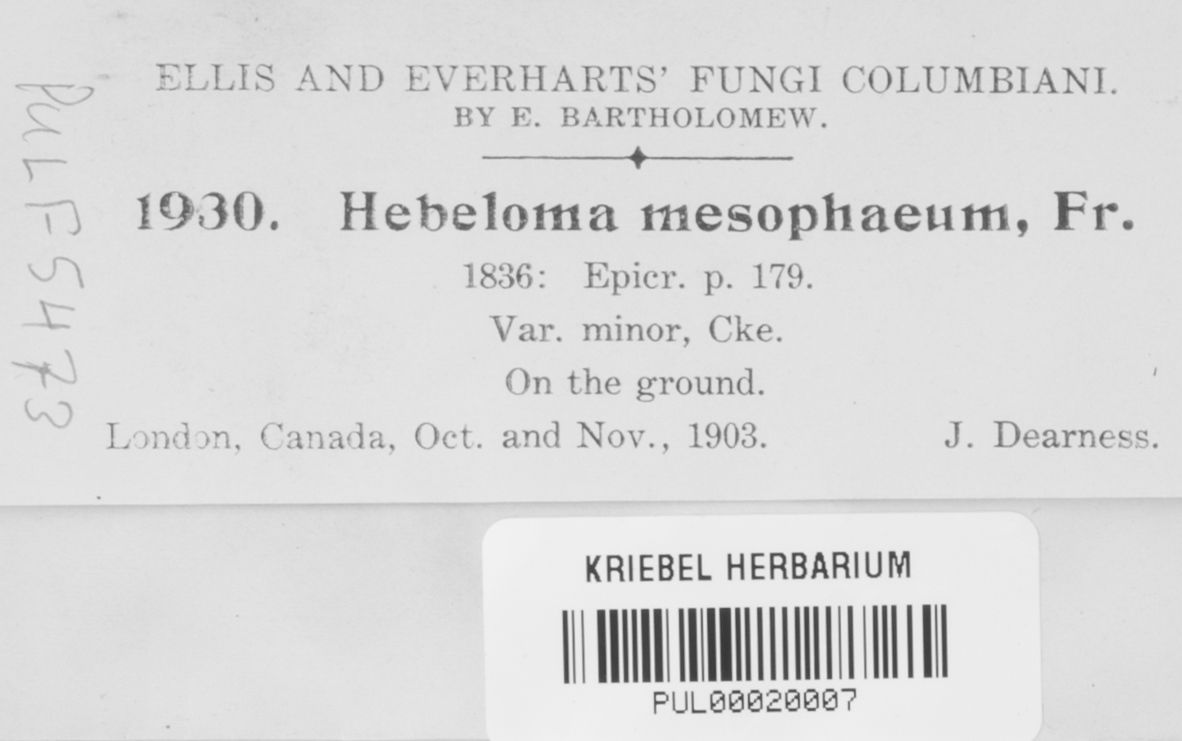 ELLIS AND EVERHARTS' FUNGI COLUMBIANI.
BY E. BARTHOLOMEW.
1930. Hebeloma mesophaeum, Fr.
1836: Epicr. p. 179.
Var. minor, Cke.
On the ground.
London, Canada, Oct. and Nov., 1903. J. Dearness.
PUL F5473
KRIEBEL HERBARIUM
PUL00020007